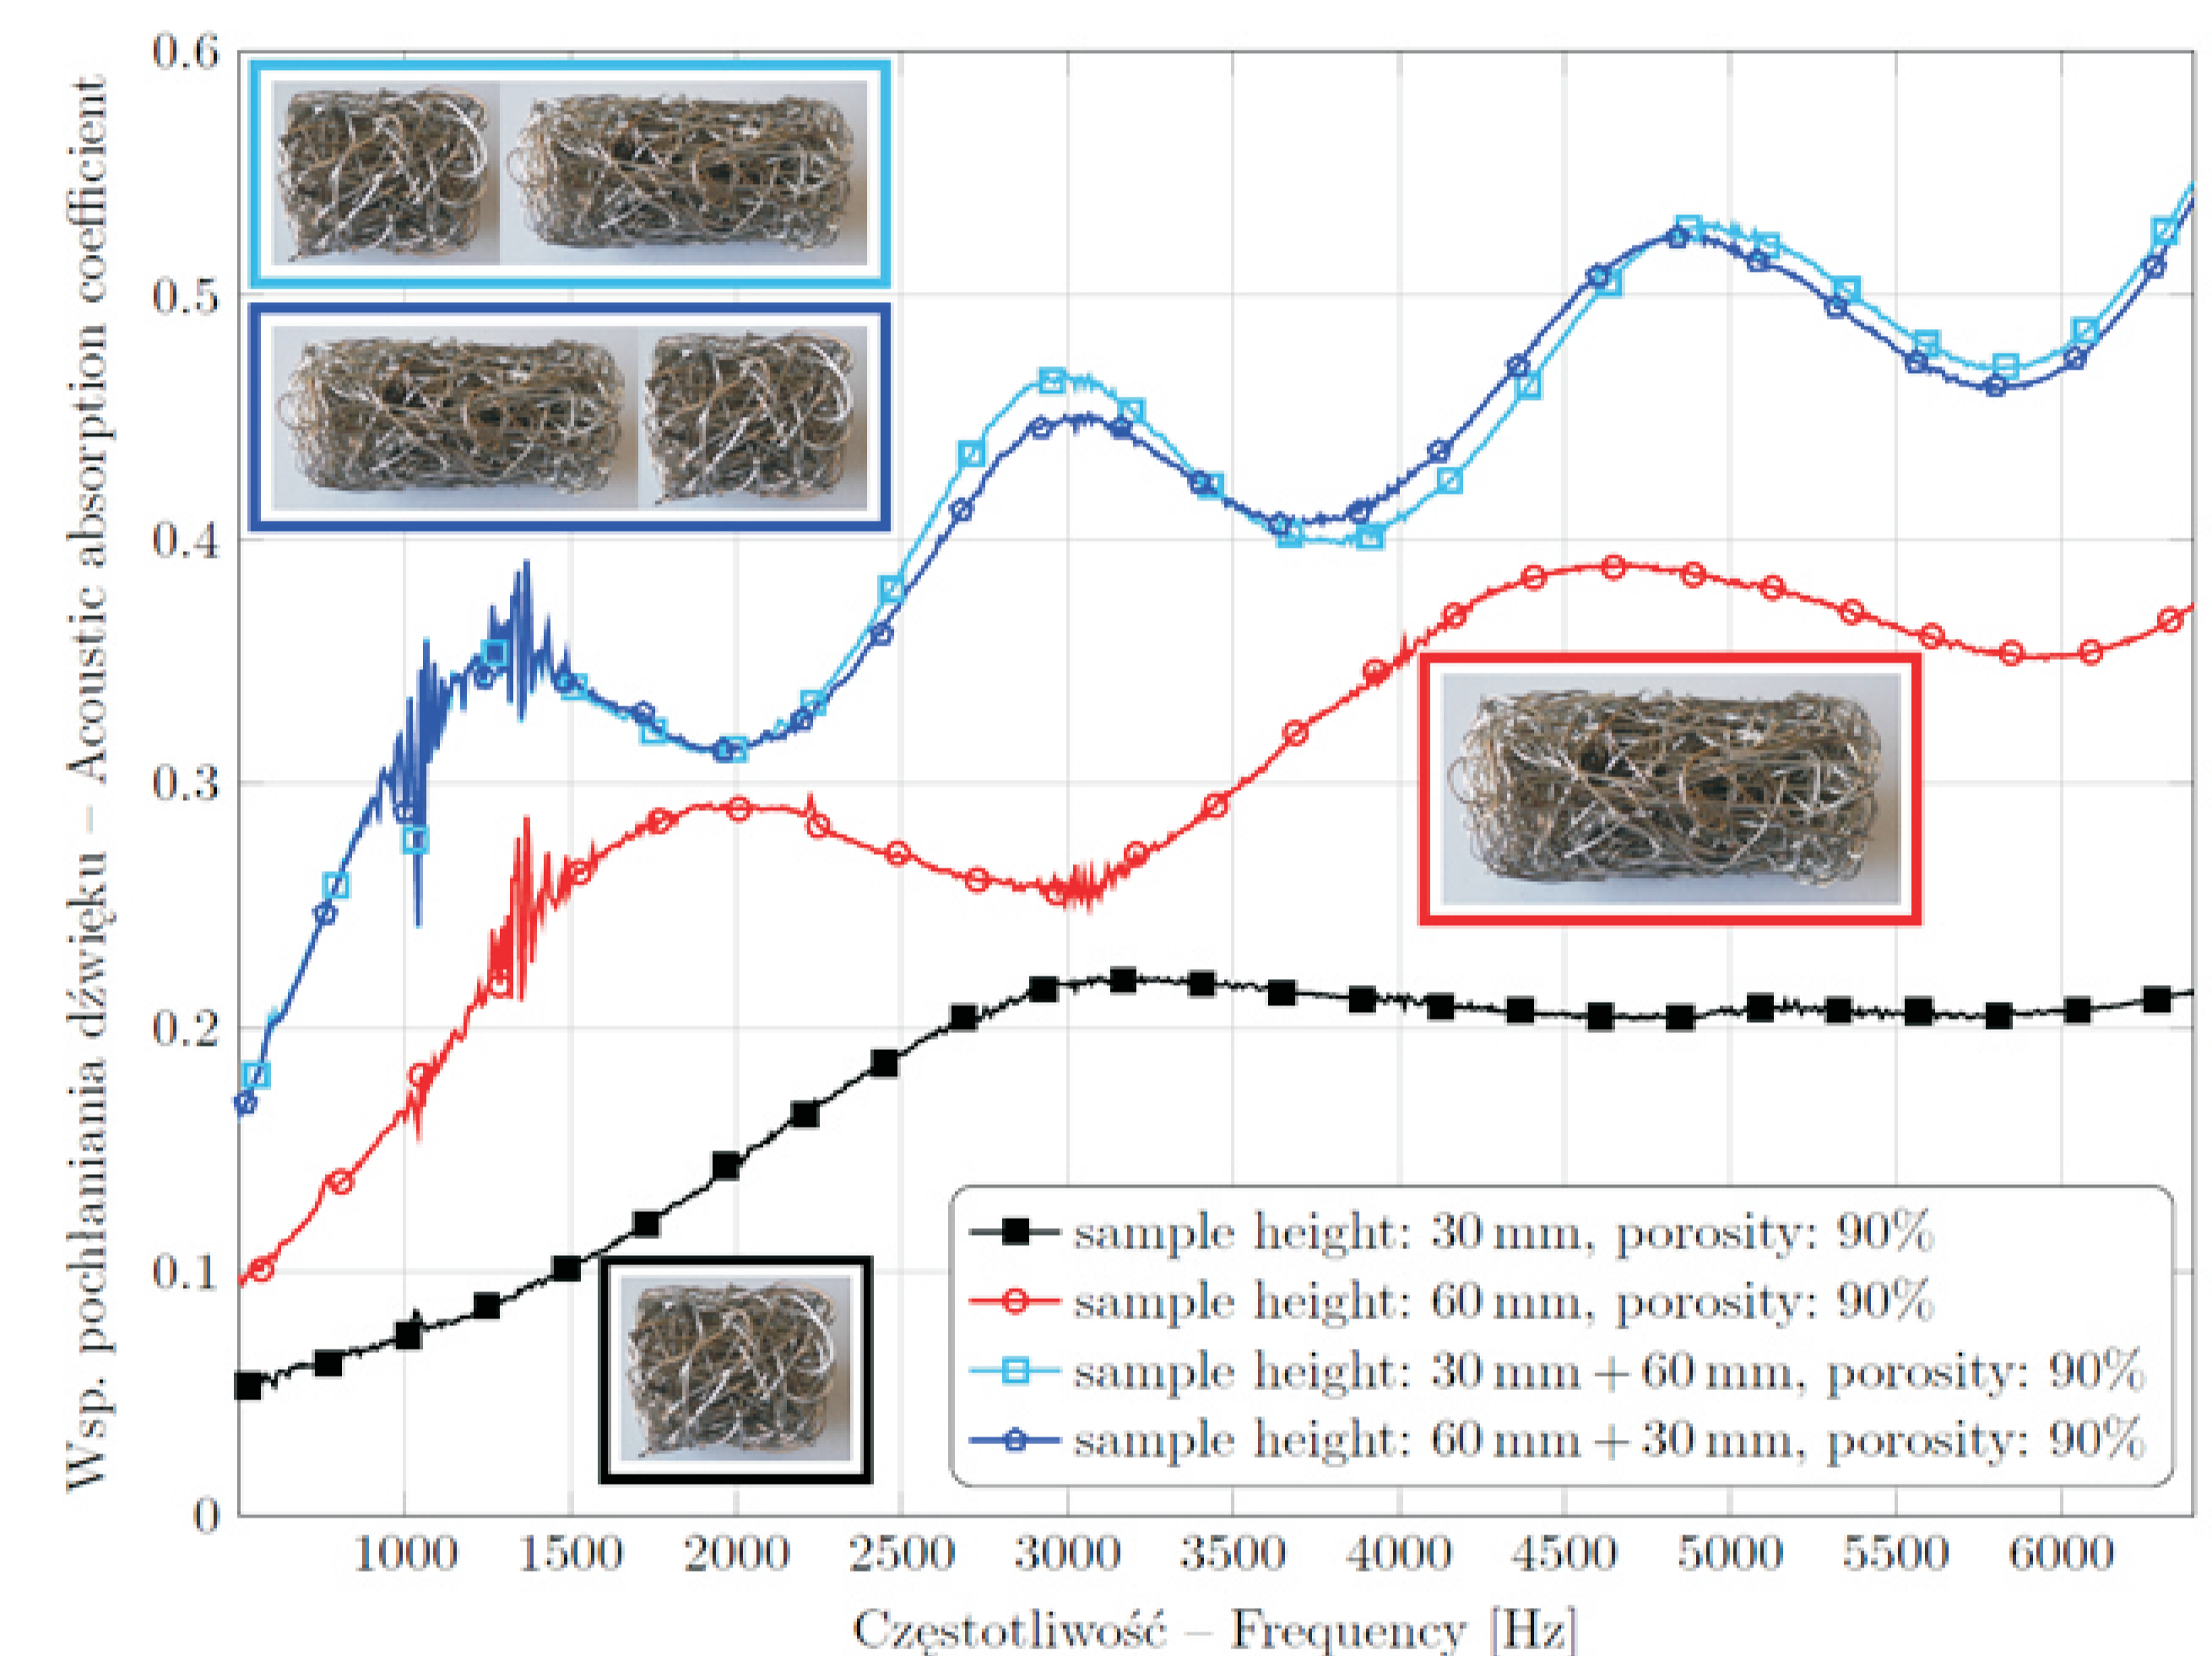 Wsp. pochłaniania dźwięku – Acoustic absorption coefficient
0.6
0.5
0.4
0.3
0.2
0.1
0
sample height: 30 mm, porosity: 90%
sample height: 60 mm, porosity: 90%
sample height: 30 mm + 60 mm, porosity: 90%
sample height: 60 mm + 30 mm, porosity: 90%
1000 1500 2000 2500 3000 3500 4000 4500 5000 5500 6000
Częstotliwość – Frequency [Hz]